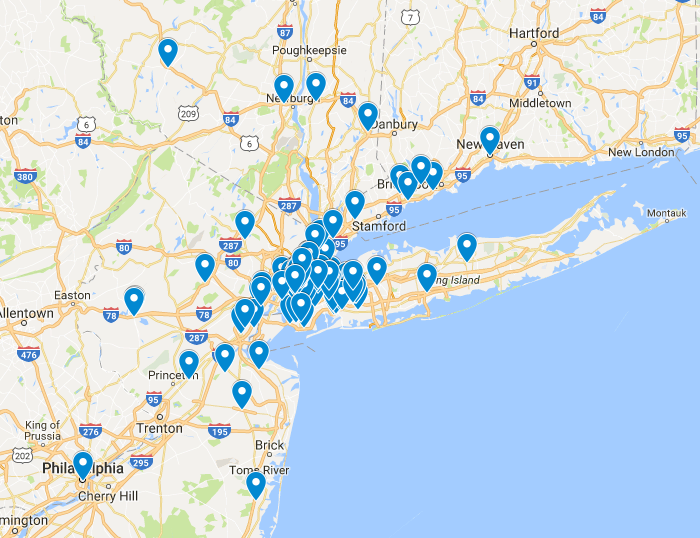 7
84
Hartford
87
Poughkeepsie
91
209
84
Newburgh
84
84
Middletown
6
84
6
Danbury
95
New Haven
New London
380
95
287
95
Montauk
Stamford
287
80
80
95
Long Island
Easton
78
78
Allentown
287
476
Princeton
95
276
Trenton
195
King of
Prussia
202
295
Brick
Philadelphia
Toms River
Cherry Hill